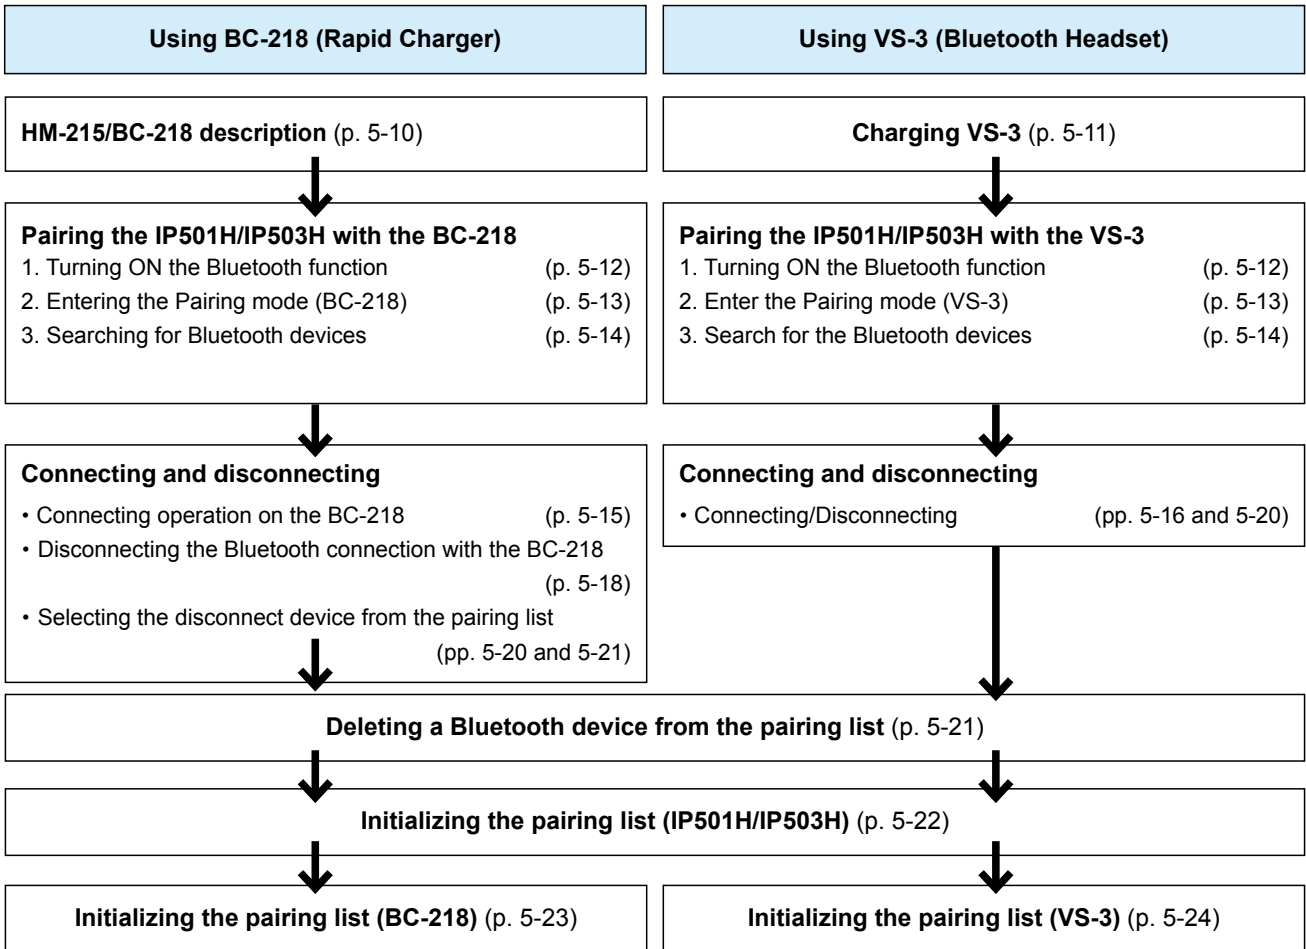 Using BC-218 (Rapid Charger)
Using VS-3 (Bluetooth Headset)
HM-215/BC-218 description (p. 5-10)
Charging VS-3 (p. 5-11)
Pairing the IP501H/IP503H with the BC-218
1. Turning ON the Bluetooth function (p. 5-12)
2. Entering the Pairing mode (BC-218) (p. 5-13)
3. Searching for Bluetooth devices (p. 5-14)
Pairing the IP501H/IP503H with the VS-3
1. Turning ON the Bluetooth function (p. 5-12)
2. Enter the Pairing mode (VS-3) (p. 5-13)
3. Search for the Bluetooth devices (p. 5-14)
Connecting and disconnecting
• Connecting operation on the BC-218 (p. 5-15)
• Disconnecting the Bluetooth connection with the BC-218
(p. 5-18)
• Selecting the disconnect device from the pairing list
(pp. 5-20 and 5-21)
Connecting and disconnecting
• Connecting/Disconnecting (pp. 5-16 and 5-20)
Deleting a Bluetooth device from the pairing list (p. 5-21)
Initializing the pairing list (IP501H/IP503H) (p. 5-22)
Initializing the pairing list (BC-218) (p. 5-23)
Initializing the pairing list (VS-3) (p. 5-24)